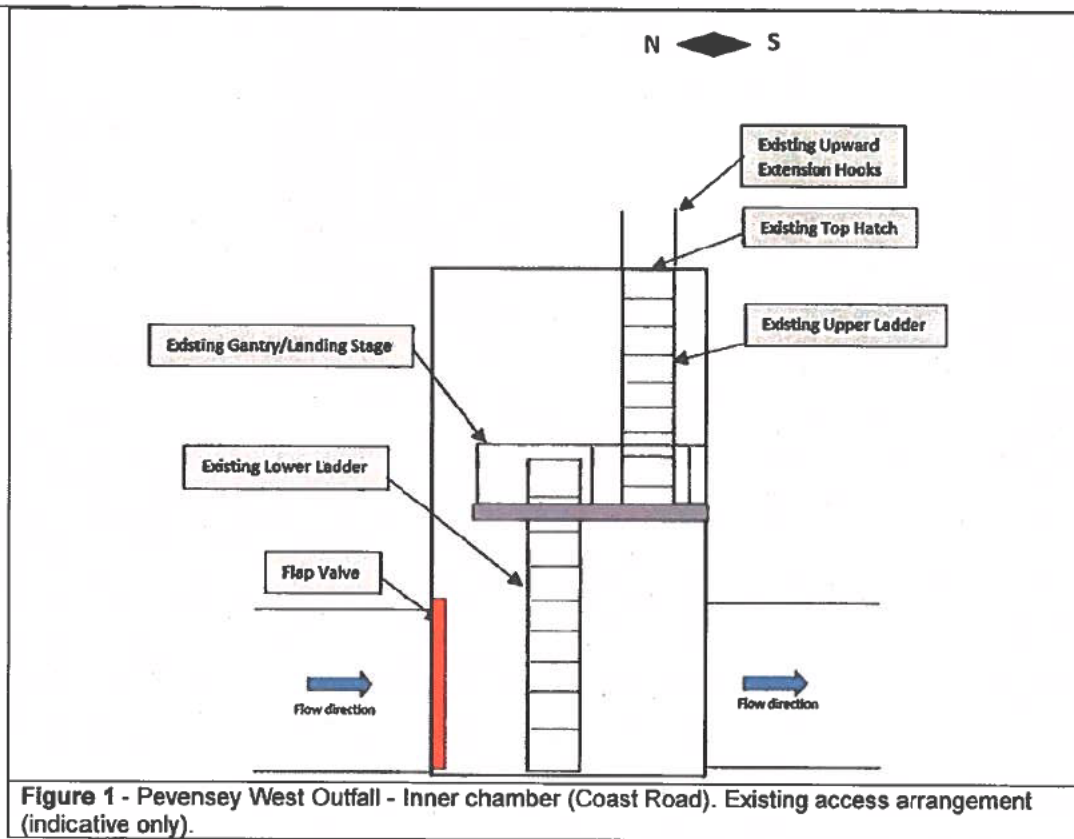 N S
Existing Upward
Extension Hooks
Existing Top Hatch
Existing Upper Ladder
Existing Gantry/Landing Stage
Existing Lower Ladder
Flap Valve
Flow direction
Flow direction
Figure 1 - Pevensey West Outfall - Inner chamber (Coast Road). Existing access arrangement
(indicative only).